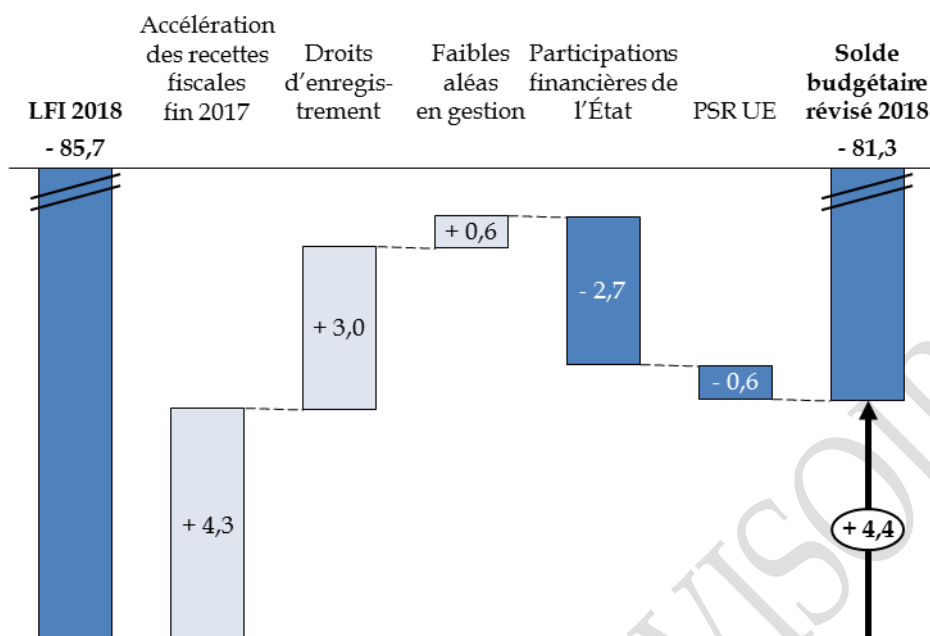 Accélération
des recettes
fiscales
fin 2017
Droits
d'enregis-
trement
Faibles
aléas
en gestion
Participations
financières de
l'État
PSR UE
Solde
budgétaire
révisé 2018
LFI 2018
- 85,7
- 81,3
+ 0,6
- 2,7
+ 3,0
- 0,6
+ 4,3
+ 4,4
VISOI